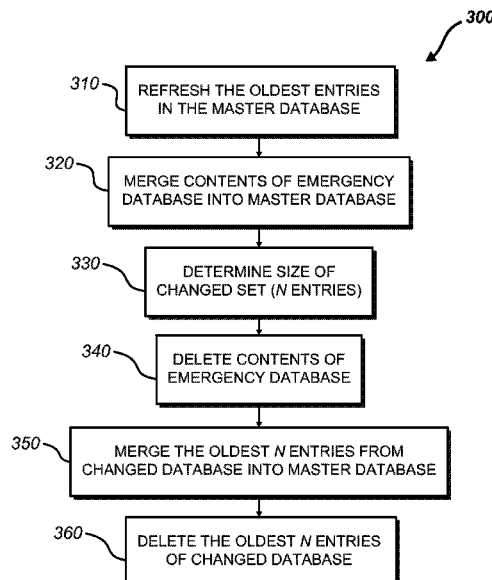 300
310
REFRESH THE OLDEST ENTRIES
IN THE MASTER DATABASE
320
MERGE CONTENTS OF EMERGENCY
DATABASE INTO MASTER DATABASE
330
DETERMINE SIZE OF
CHANGED SET (N ENTRIES)
340
DELETE CONTENTS OF
EMERGENCY DATABASE
350
MERGE THE OLDEST N ENTRIES FROM
CHANGED DATABASE INTO MASTER DATABASE
360
DELETE THE OLDEST N ENTRIES
OF CHANGED DATABASE